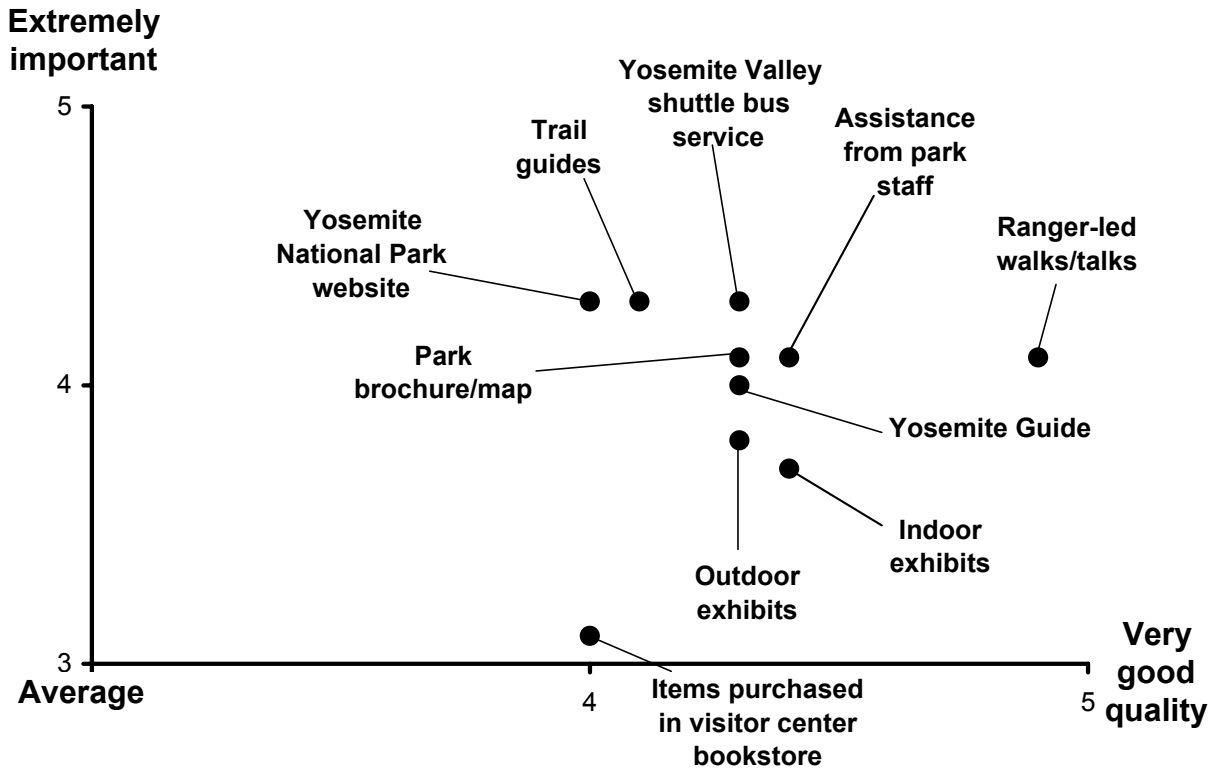 Extremely
important
Yosemite Valley
shuttle bus
service
5
Trail
guides
Assistance
from park
staff
Yosemite
National Park
website
Ranger-led
walks/talks
Park
brochure/map
4
Yosemite Guide
Indoor
exhibits
Outdoor
exhibits
3
Average
4
Items purchased
in visitor center
bookstore
5
Very
good
quality